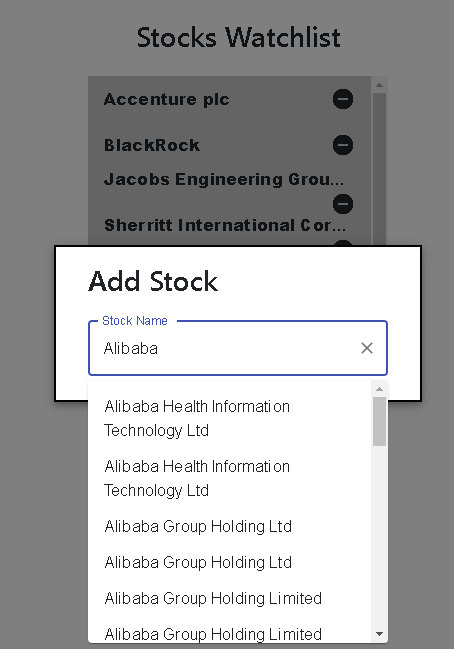 Stocks Watchlist
Accenture plc
BlackRock
Jacobs Engineering Grou...
Sherritt International Cor...
Add Stock
Stock Name
Alibaba
Alibaba Health Information
Technology Ltd
Alibaba Health Information
Technology Ltd
Alibaba Group Holding Ltd
Alibaba Group Holding Ltd
Alibaba Group Holding Limited
Alibaba Group Holding Limited